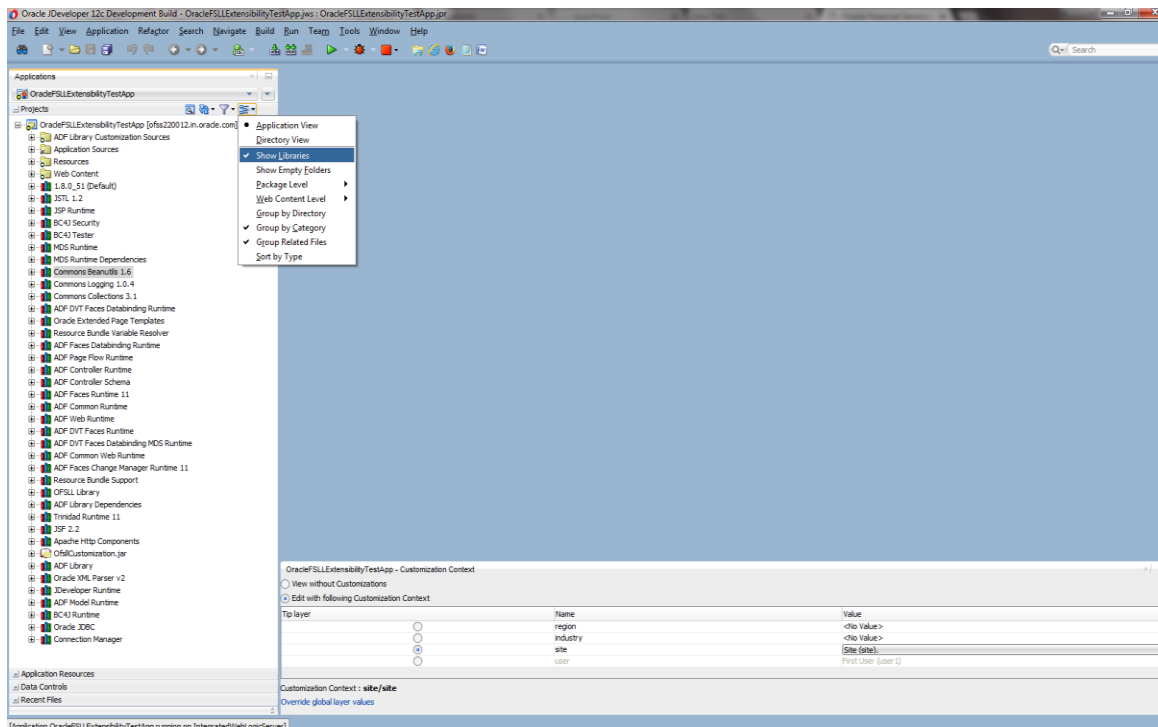 Oracle JDeveloper 12c Development Build - OracleFSLLExtensibilityTestApp.jws : OracleFSLLExtensibilityTestApp.jpr
File Edit View Application Refactor Search Navigate Build Run Team Tools Window Help
Search
Applications
OracleFSLLExtensibilityTestApp
Projects
OracleFSLLExtensibilityTestApp [ofss220012.in.oracle.com]
ADF Library Customization Sources
Application Sources
Resources
Web Content
1.8.0_51 (Default)
JSTL 1.2
JSP Runtime
BC4J Security
BC4J Tester
MDS Runtime
MDS Runtime Dependencies
Commons Beanutils 1.6
Commons Logging 1.0.4
Commons Collections 3.1
ADF DVT Faces Databinding Runtime
Oracle Extended Page Templates
Resource Bundle Variable Resolver
ADF Faces Databinding Runtime
ADF Page Flow Runtime
ADF Controller Runtime
ADF Controller Schema
ADF Faces Runtime 11
ADF Common Runtime
ADF Web Runtime
ADF DVT Faces Runtime
ADF DVT Faces Databinding MDS Runtime
ADF Common Web Runtime
ADF Faces Change Manager Runtime 11
Resource Bundle Support
OFSLL Library
ADF Library Dependencies
Trinidad Runtime 11
JSF 2.2
Apache Http Components
OfsllCustomization.jar
ADF Library
Oracle XML Parser v2
JDeveloper Runtime
ADF Model Runtime
BC4J Runtime
Oracle JDBC
Connection Manager
Application Resources
Data Controls
Recent Files
Application View
Directory View
Show Libraries
Show Empty Folders
Package Level
Web Content Level
Group by Directory
Group by Category
Group Related Files
Sort by Type
OracleFSLLExtensibilityTestApp - Customization Context
View without Customizations
Edit with following Customization Context
Tip layer Name Value
region <No Value>
industry <No Value>
site Site (site).
user First User (user1)
Customization Context : site/site
Override global layer values
[Application OracleFSLLExtensibilityTestApp running on IntegratedWebLogicServer]